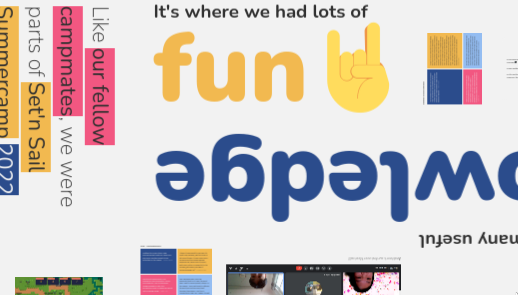 It's where we had lots of
fun
Like our fellow
campmates, we were
parts of Set'n Sail
Summercamp 2022
owledge
many useful